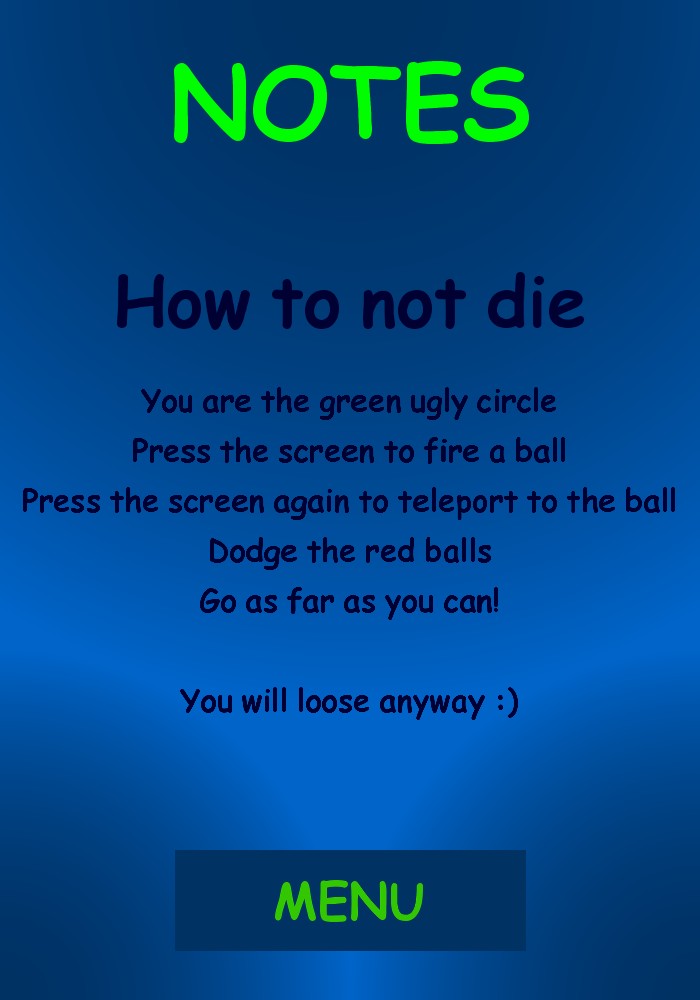 NOTES
How to not die
You are the green ugly circle
Press the screen to fire a ball
Press the screen again to teleport to the ball
Dodge the red balls
Go as far as you can!
You will loose anyway :)
MENU